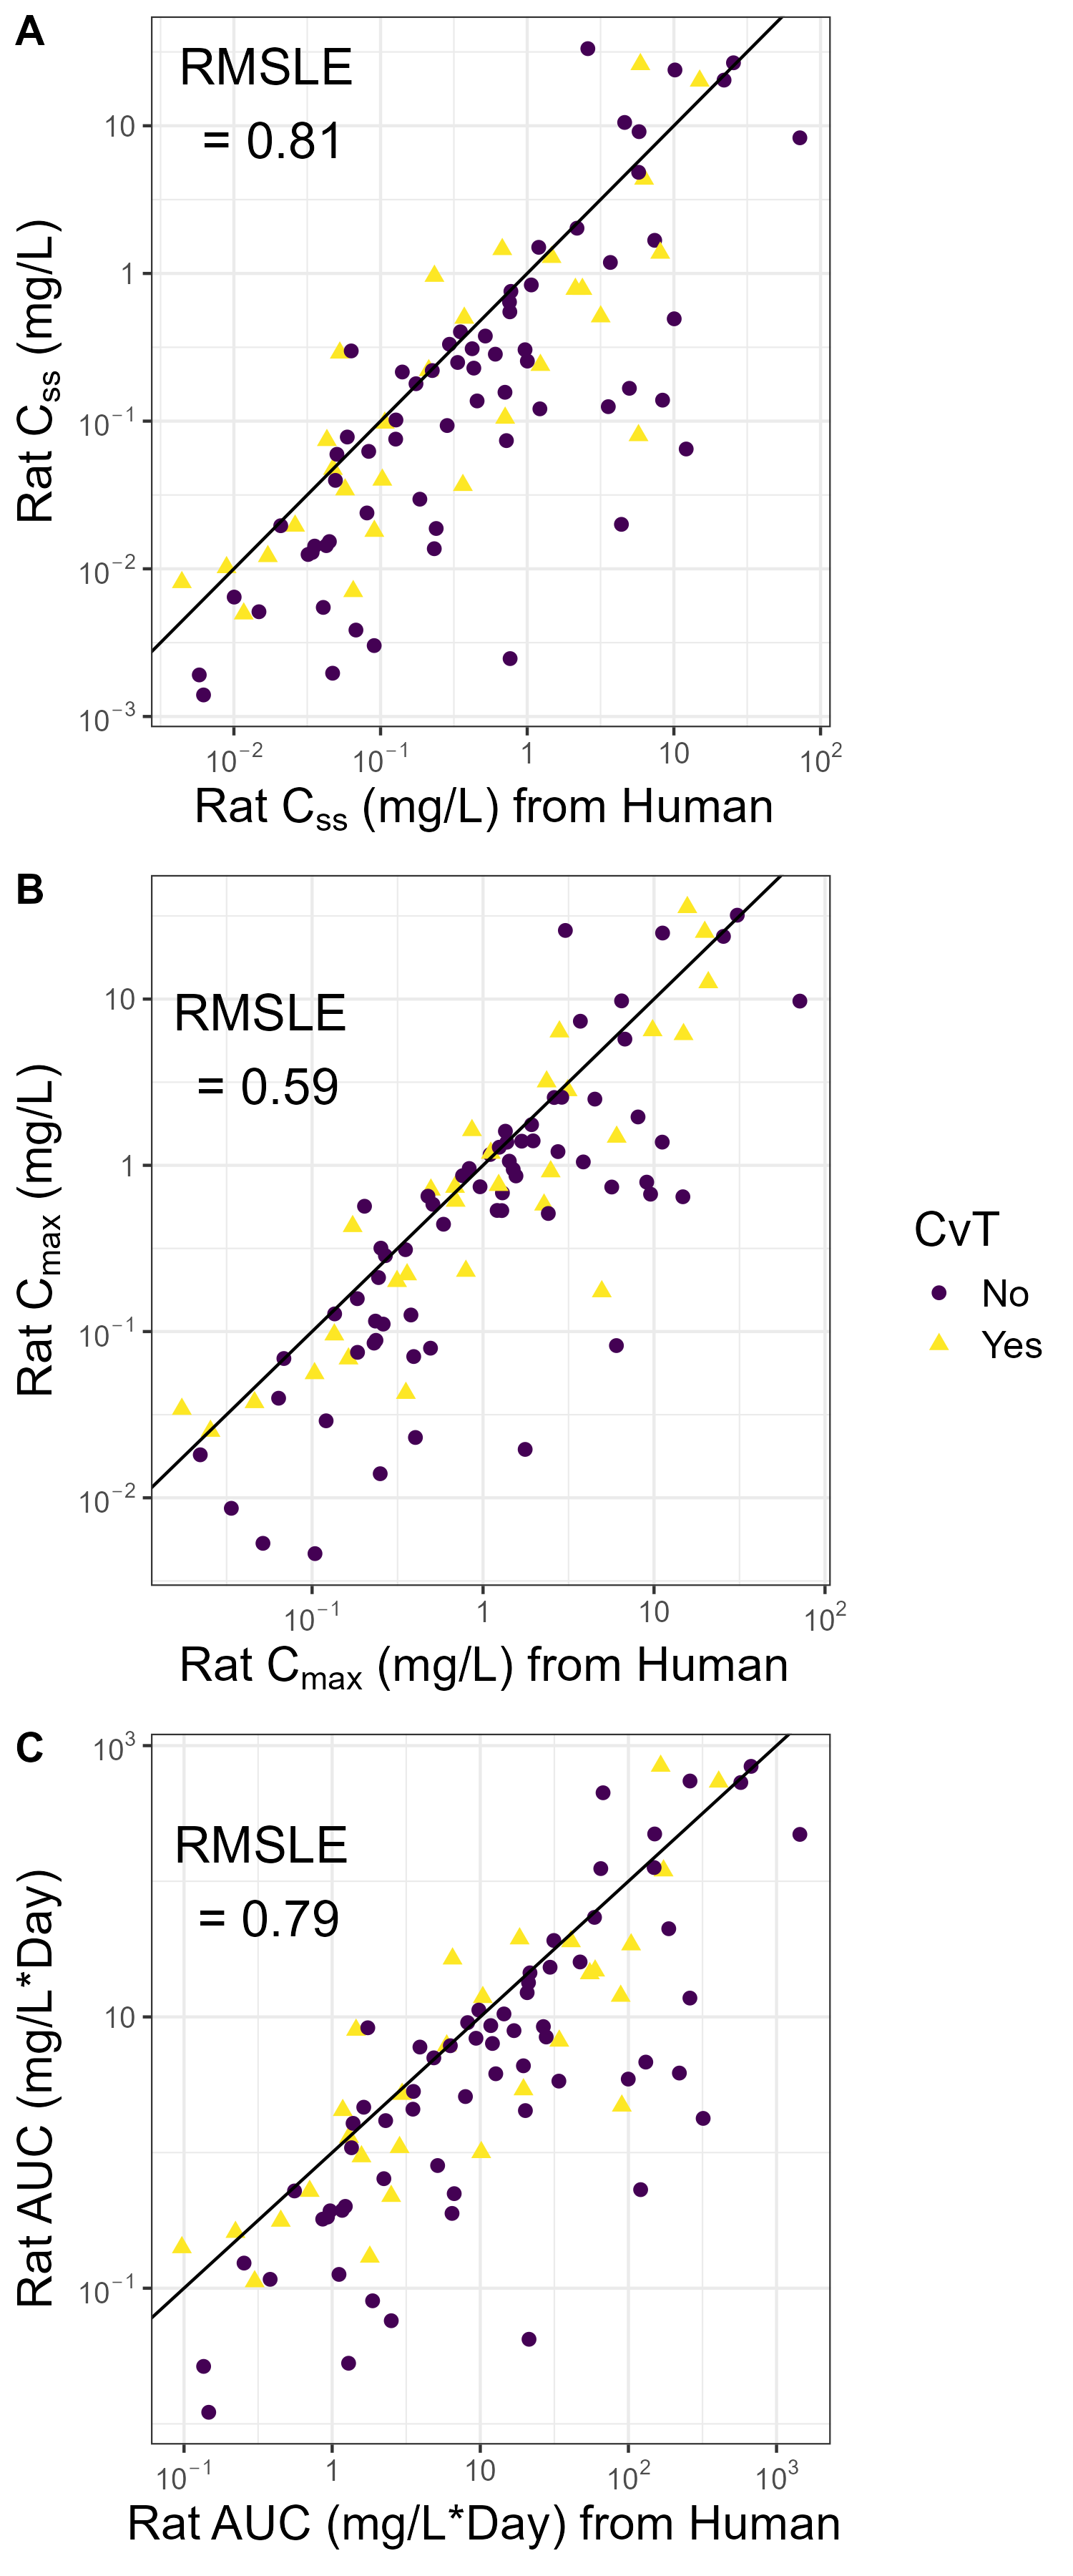 A
RMSLE
= 0.81
10
1
10⁻¹
10⁻²
10⁻³
Rat Css (mg/L)
10⁻²
10⁻¹
1
10
10²
Rat Css (mg/L) from Human
B
RMSLE
= 0.59
10
1
10⁻¹
10⁻²
Rat Cmax (mg/L)
10⁻¹
1
10
10²
Rat Cmax (mg/L) from Human
CvT
No
Yes
C
RMSLE
= 0.79
10³
10
10⁻¹
Rat AUC (mg/L*Day)
10⁻¹
1
10
10²
10³
Rat AUC (mg/L*Day) from Human